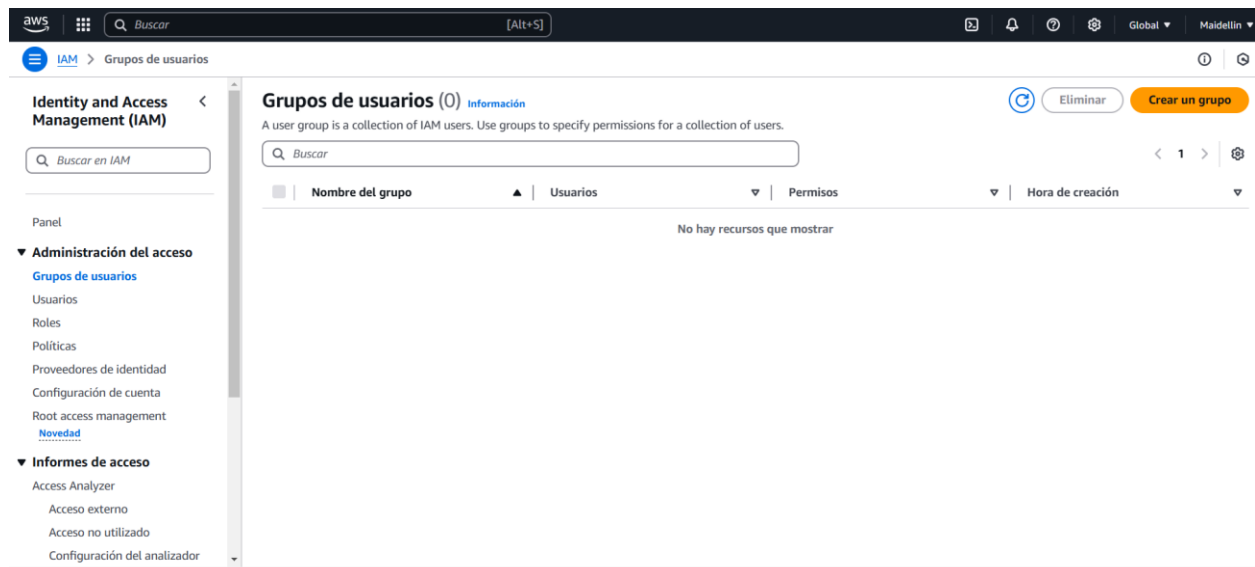 aws
Buscar [Alt+S] Global Maidellin
IAM > Grupos de usuarios
Identity and Access
Management (IAM)
Buscar en IAM
Panel
Administración del acceso
Grupos de usuarios
Usuarios
Roles
Políticas
Proveedores de identidad
Configuración de cuenta
Root access management
Novedad
Informes de acceso
Access Analyzer
Acceso externo
Acceso no utilizado
Configuración del analizador
Grupos de usuarios (0) Información
Eliminar
Crear un grupo
A user group is a collection of IAM users. Use groups to specify permissions for a collection of users.
Buscar
< 1 >
Nombre del grupo Usuarios Permisos Hora de creación
No hay recursos que mostrar